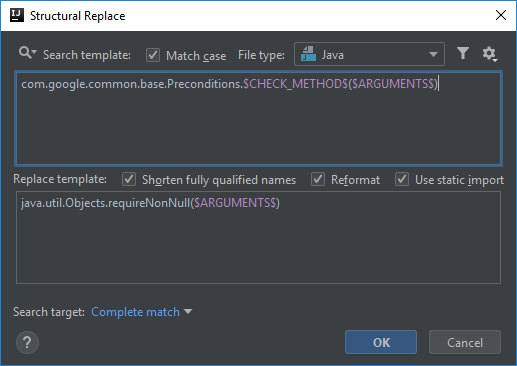 Structural Replace
Search template: Match case File type: Java
com.google.common.base.Preconditions.$CHECK_METHOD$($ARGUMENTS$)
Replace template: Shorten fully qualified names Reformat Use static import
java.util.Objects.requireNonNull($ARGUMENTS$)
Search target: Complete match
? OK Cancel